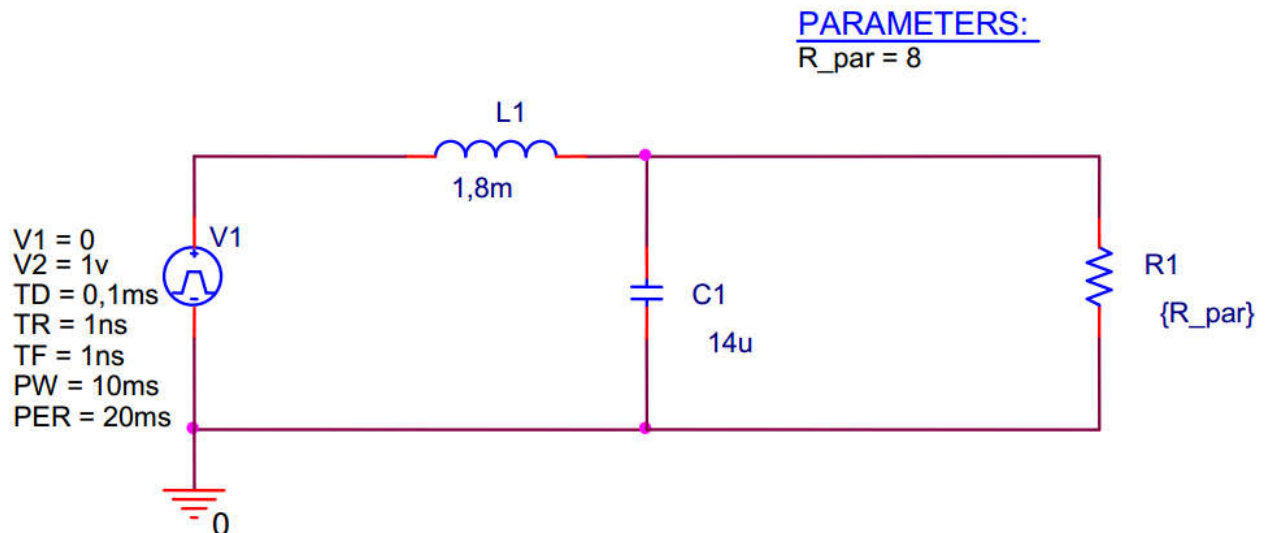 PARAMETERS:
R_par = 8
L1
1,8m
V1 = 0
V1
V2 = 1v
TD = 0,1ms
TR = 1ns
TF = 1ns
PW = 10ms
PER = 20ms
C1
14u
R1
{R_par}
0